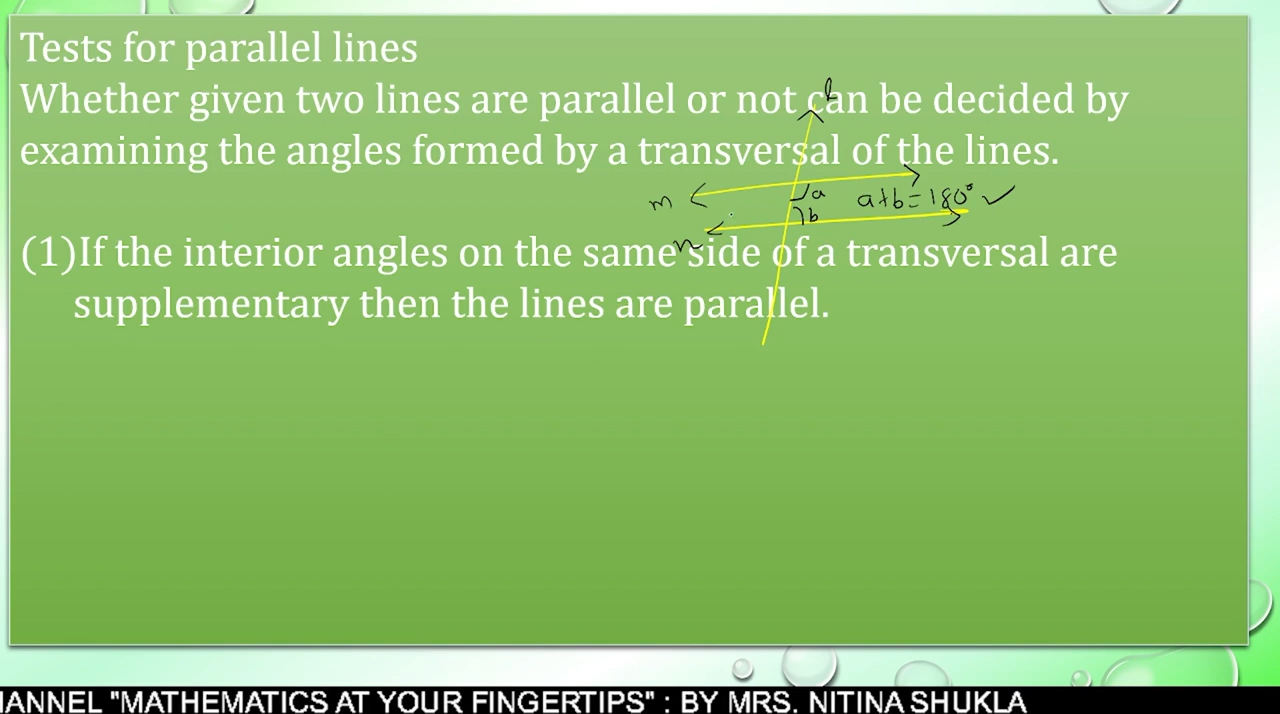 Tests for parallel lines
Whether given two lines are parallel or not can be decided by
examining the angles formed by a transversal of the lines.
l
m
a
a+b=180° ✓
b
n
(1)If the interior angles on the same side of a transversal are
supplementary then the lines are parallel.
HANNEL "MATHEMATICS AT YOUR FINGERTIPS" : BY MRS. NITINA SHUKLA